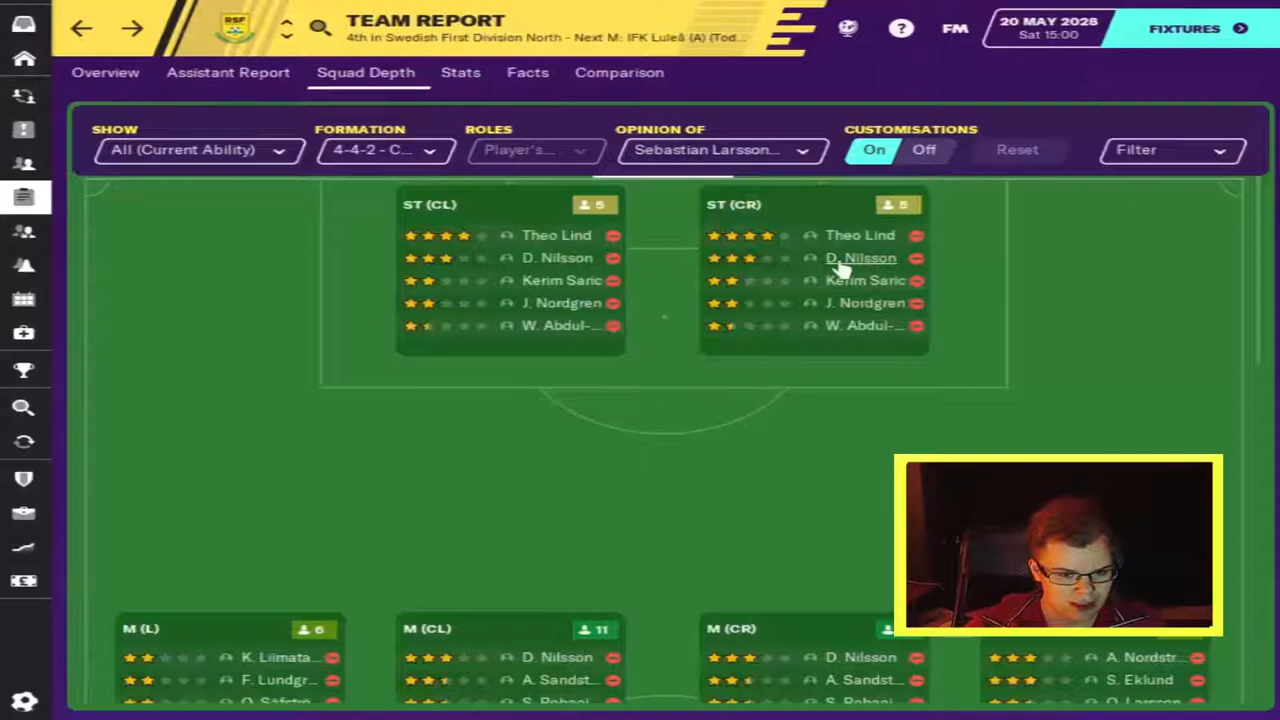 RSF
TEAM REPORT
4th in Swedish First Division North - Next M: IFK Luleå (A) (Tod...
FM
20 MAY 2028
Sat 15:00
FIXTURES
Overview
Assistant Report
Squad Depth
Stats
Facts
Comparison
SHOW
FORMATION
ROLES
OPINION OF
CUSTOMISATIONS
All (Current Ability)
4-4-2 - C...
Player's...
Sebastian Larsson...
On
Off
Reset
Filter
ST (CL)
5
Theo Lind
D. Nilsson
Kerim Saric
J. Nordgren
W. Abdul-...
ST (CR)
5
Theo Lind
D. Nilsson
Kerim Saric
J. Nordgren
W. Abdul-...
M (L)
6
K. Liimata...
F. Lundgr...
M (CL)
11
D. Nilsson
A. Sandst...
M (CR)
D. Nilsson
A. Sandst...
A. Nordstr...
S. Eklund